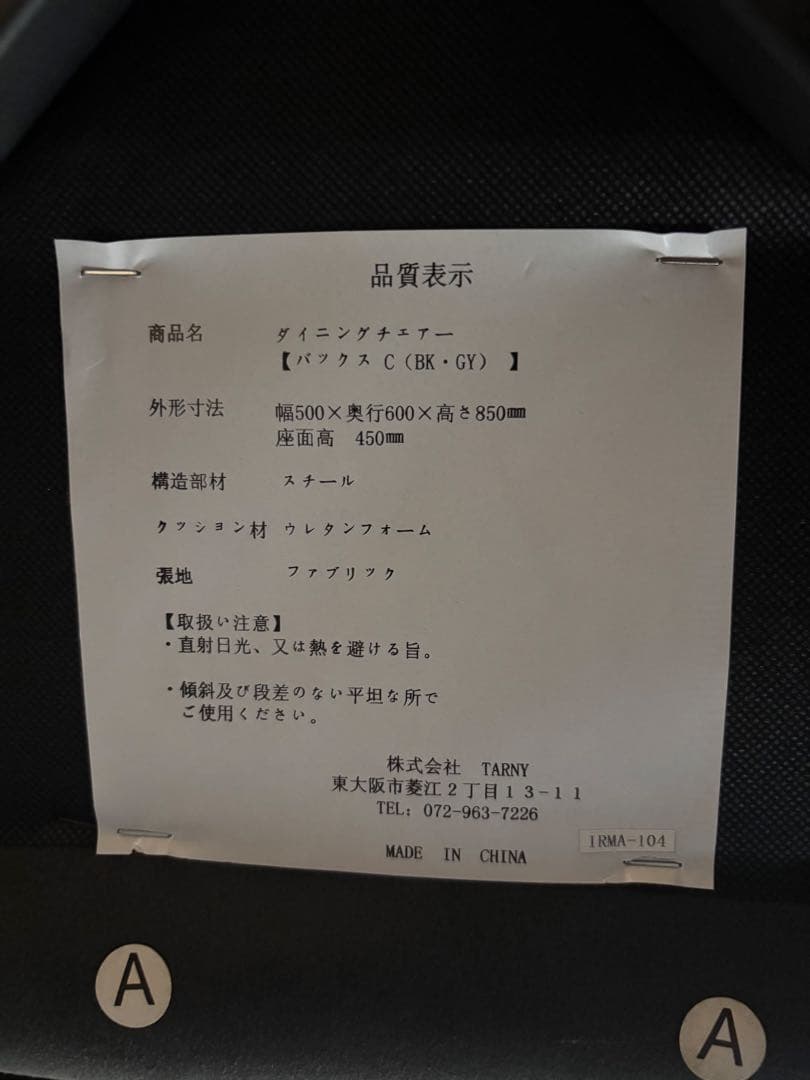 品質表示
商品名 ダイニングチェアー
【バックス C（BK・GY） 】
外形寸法 幅500×奥行600×高さ850㎜
座面高 450㎜
構造部材 スチール
クッション材 ウレタンフォーム
張地 ファブリック
【取扱い注意】
・直射日光、又は熱を避ける旨。
・傾斜及び段差のない平坦な所で
ご使用ください。
株式会社 TARNY
東大阪市菱江２丁目１３－１１
TEL: 072-963-7226
MADE IN CHINA
1RMA-104
A
A